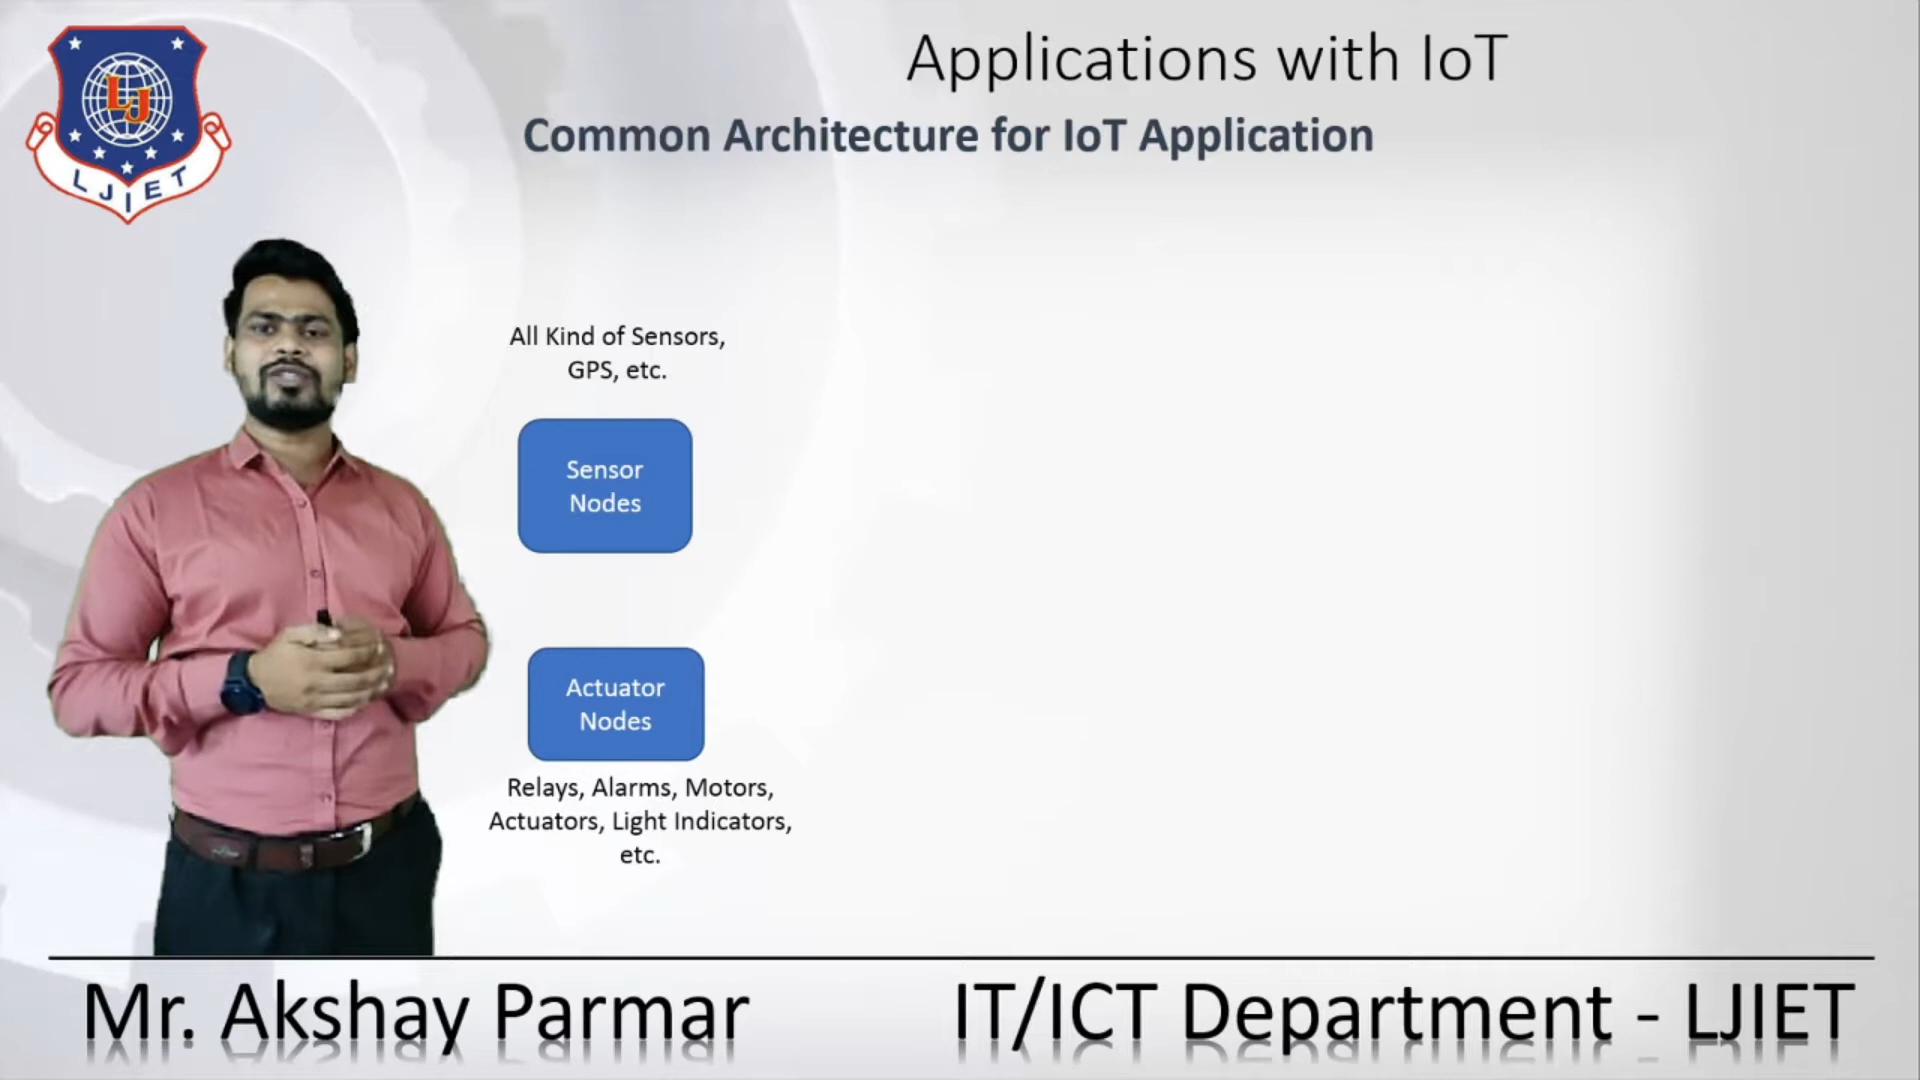 Applications with IoT
Common Architecture for IoT Application
LJ
LJIET
All Kind of Sensors,
GPS, etc.
Sensor
Nodes
Actuator
Nodes
Relays, Alarms, Motors,
Actuators, Light Indicators,
etc.
Mr. Akshay Parmar
IT/ICT Department - LJIET